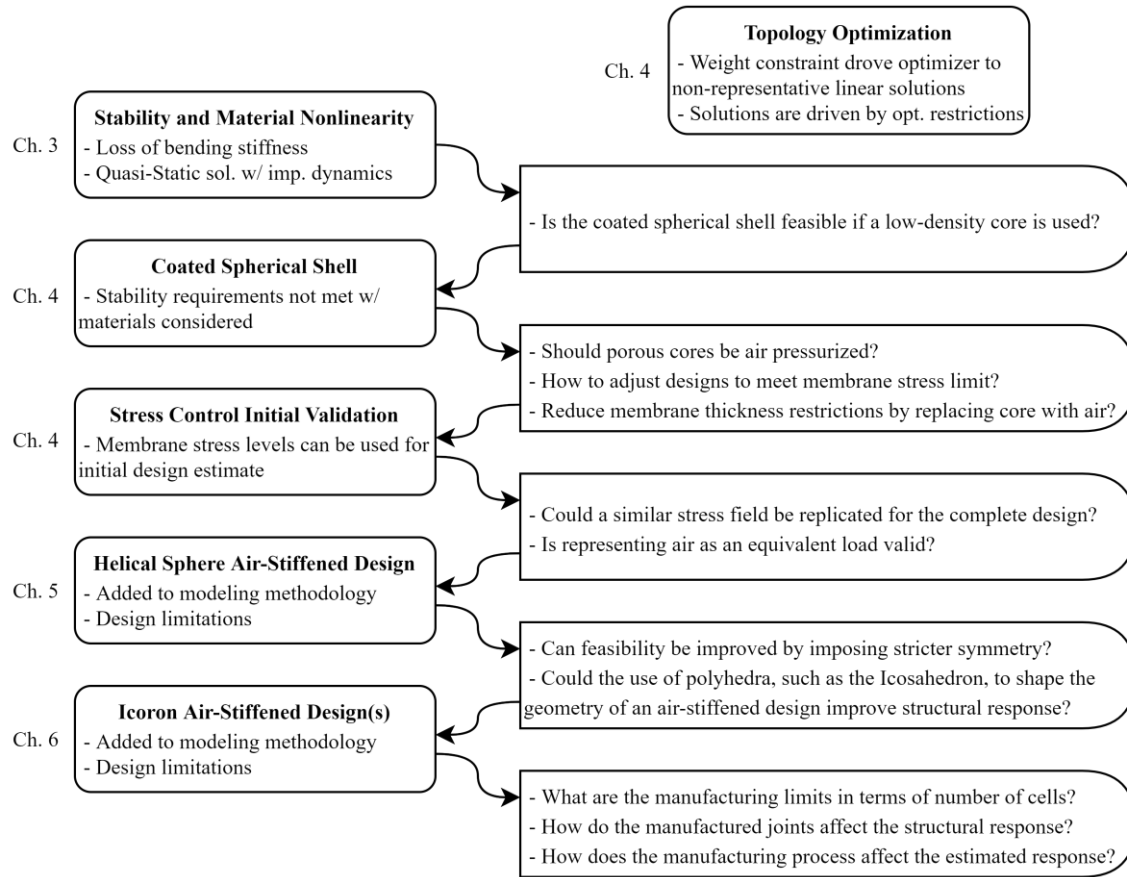 Topology Optimization
Ch. 4
- Weight constraint drove optimizer to
non-representative linear solutions
- Solutions are driven by opt. restrictions
Ch. 3
Stability and Material Nonlinearity
- Loss of bending stiffness
- Quasi-Static sol. w/ imp. dynamics
- Is the coated spherical shell feasible if a low-density core is used?
Ch. 4
Coated Spherical Shell
- Stability requirements not met w/
materials considered
- Should porous cores be air pressurized?
- How to adjust designs to meet membrane stress limit?
- Reduce membrane thickness restrictions by replacing core with air?
Ch. 4
Stress Control Initial Validation
- Membrane stress levels can be used for
initial design estimate
- Could a similar stress field be replicated for the complete design?
- Is representing air as an equivalent load valid?
Ch. 5
Helical Sphere Air-Stiffened Design
- Added to modeling methodology
- Design limitations
- Can feasibility be improved by imposing stricter symmetry?
- Could the use of polyhedra, such as the Icosahedron, to shape the
geometry of an air-stiffened design improve structural response?
Ch. 6
Icoron Air-Stiffened Design(s)
- Added to modeling methodology
- Design limitations
- What are the manufacturing limits in terms of number of cells?
- How do the manufactured joints affect the structural response?
- How does the manufacturing process affect the estimated response?